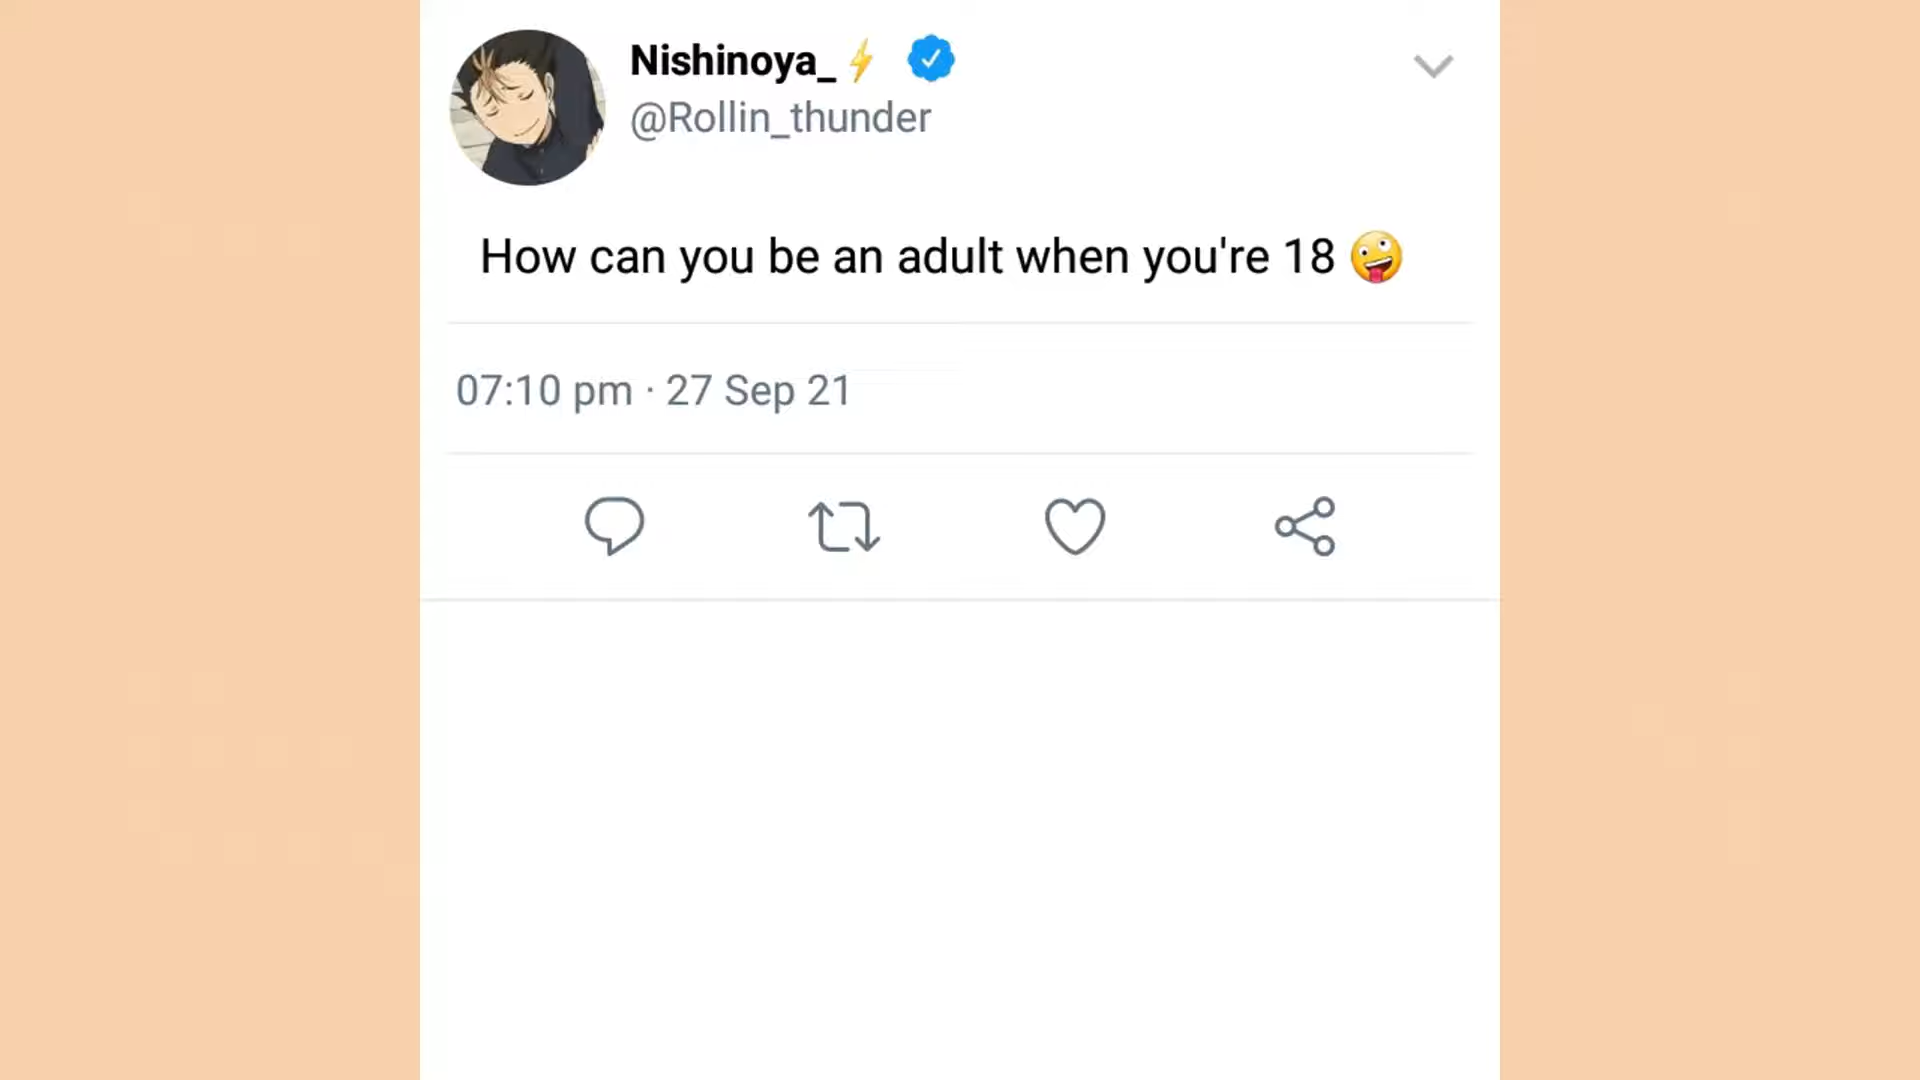 Nishinoya_⚡
@Rollin_thunder
How can you be an adult when you're 18 🤪
07:10 pm · 27 Sep 21